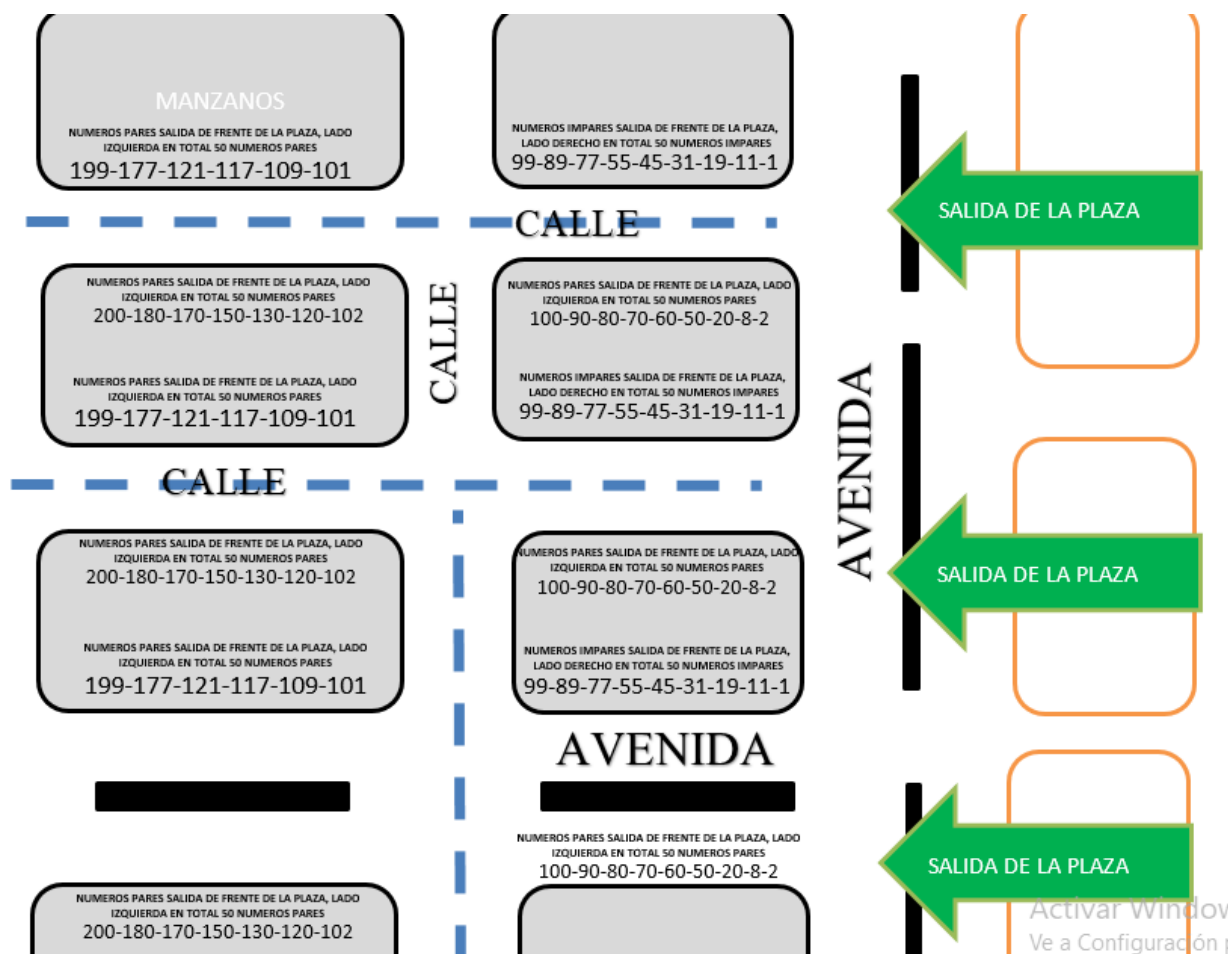 MANZANOS
NUMEROS PARES SALIDA DE FRENTE DE LA PLAZA, LADO
IZQUIERDA EN TOTAL 50 NUMEROS PARES
199-177-121-117-109-101
NUMEROS IMPARES SALIDA DE FRENTE DE LA PLAZA,
LADO DERECHO EN TOTAL 50 NUMEROS IMPARES
99-89-77-55-45-31-19-11-1
SALIDA DE LA PLAZA
CALLE
NUMEROS PARES SALIDA DE FRENTE DE LA PLAZA, LADO
IZQUIERDA EN TOTAL 50 NUMEROS PARES
200-180-170-150-130-120-102
NUMEROS PARES SALIDA DE FRENTE DE LA PLAZA, LADO
IZQUIERDA EN TOTAL 50 NUMEROS PARES
199-177-121-117-109-101
CALLE
NUMEROS PARES SALIDA DE FRENTE DE LA PLAZA, LADO
IZQUIERDA EN TOTAL 50 NUMEROS PARES
100-90-80-70-60-50-20-8-2
NUMEROS IMPARES SALIDA DE FRENTE DE LA PLAZA,
LADO DERECHO EN TOTAL 50 NUMEROS IMPARES
99-89-77-55-45-31-19-11-1
AVENIDA
CALLE
NUMEROS PARES SALIDA DE FRENTE DE LA PLAZA, LADO
IZQUIERDA EN TOTAL 50 NUMEROS PARES
200-180-170-150-130-120-102
NUMEROS PARES SALIDA DE FRENTE DE LA PLAZA, LADO
IZQUIERDA EN TOTAL 50 NUMEROS PARES
199-177-121-117-109-101
NUMEROS PARES SALIDA DE FRENTE DE LA PLAZA, LADO
IZQUIERDA EN TOTAL 50 NUMEROS PARES
100-90-80-70-60-50-20-8-2
NUMEROS IMPARES SALIDA DE FRENTE DE LA PLAZA,
LADO DERECHO EN TOTAL 50 NUMEROS IMPARES
99-89-77-55-45-31-19-11-1
SALIDA DE LA PLAZA
AVENIDA
NUMEROS PARES SALIDA DE FRENTE DE LA PLAZA, LADO
IZQUIERDA EN TOTAL 50 NUMEROS PARES
100-90-80-70-60-50-20-8-2
SALIDA DE LA PLAZA
NUMEROS PARES SALIDA DE FRENTE DE LA PLAZA, LADO
IZQUIERDA EN TOTAL 50 NUMEROS PARES
200-180-170-150-130-120-102
Activar Window
Ve a Configuración p